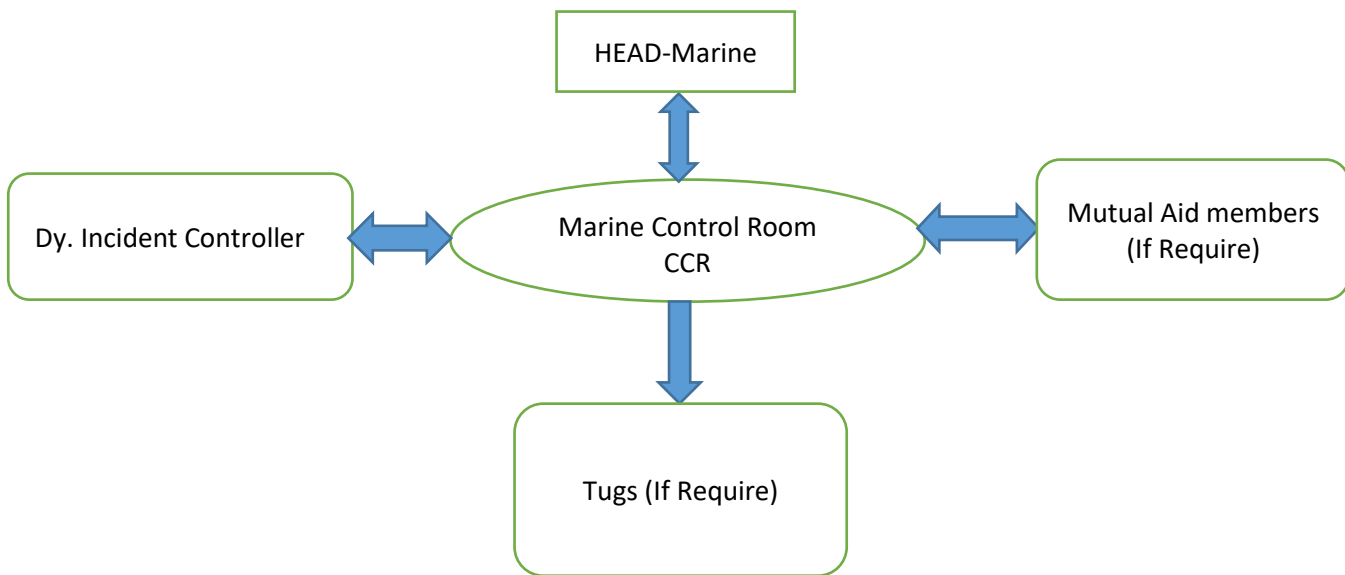 HEAD-Marine
Dy. Incident Controller
Marine Control Room
CCR
Mutual Aid members
(If Require)
Tugs (If Require)